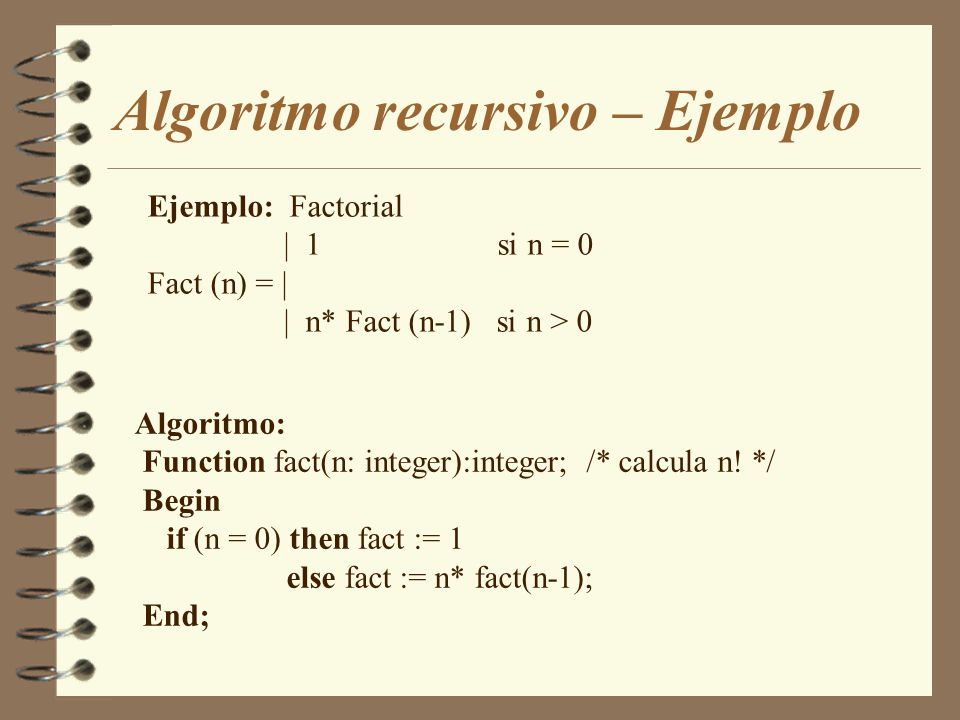 Algoritmo recursivo – Ejemplo
Ejemplo: Factorial
| 1 si n = 0
Fact (n) = |
| n* Fact (n-1) si n > 0
Algoritmo:
Function fact(n: integer):integer; /* calcula n! */
Begin
if (n = 0) then fact := 1
else fact := n* fact(n-1);
End;